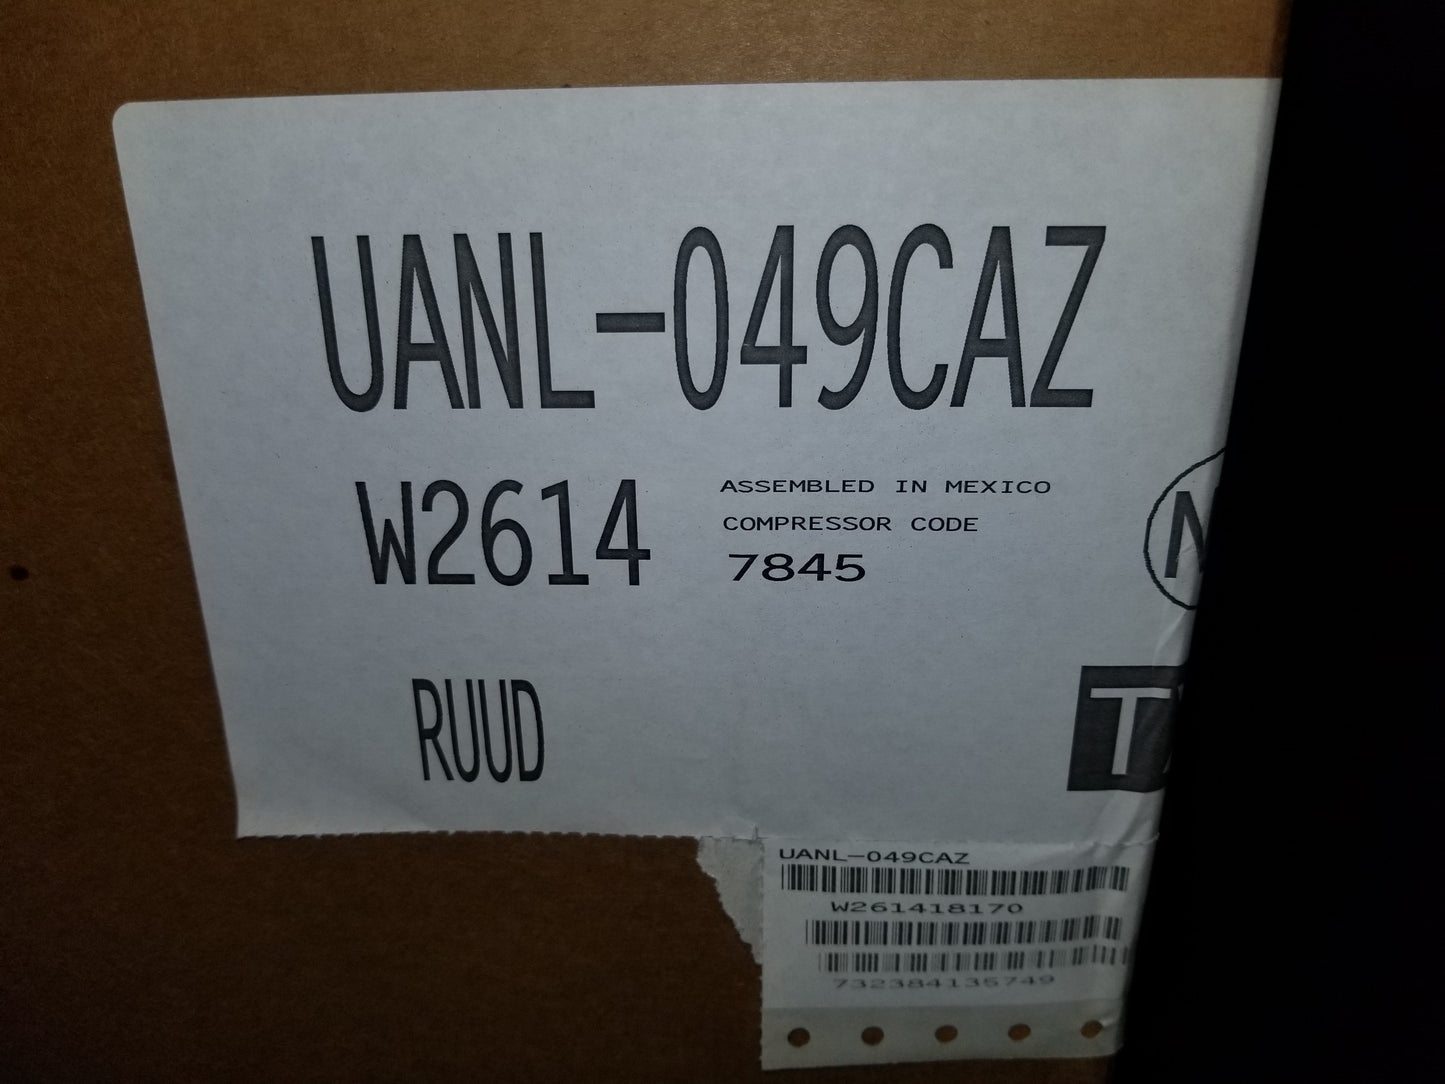 UANL-049CAZ
W2614
ASSEMBLED IN MEXICO
COMPRESSOR CODE
7845
RUUD
UANL-049CAZ
W261418170
732384135749